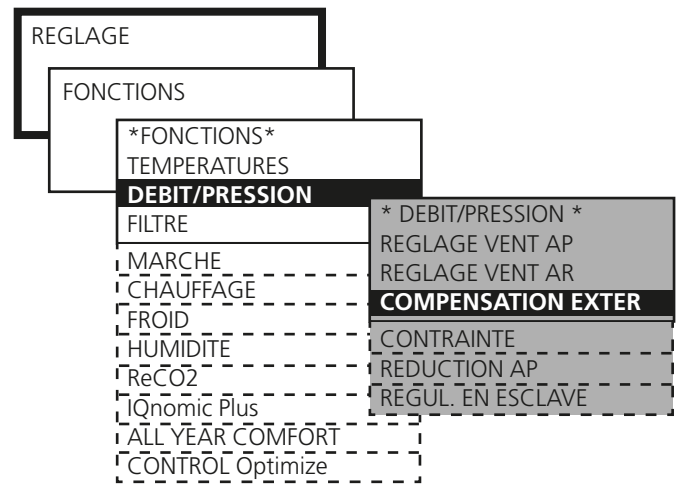 REGLAGE
FONCTIONS
*FONCTIONS*
TEMPERATURES
DEBIT/PRESSION
FILTRE
MARCHE
CHAUFFAGE
FROID
HUMIDITE
ReCO2
IQnomic Plus
ALL YEAR COMFORT
CONTROL Optimize
* DEBIT/PRESSION *
REGLAGE VENT AP
REGLAGE VENT AR
COMPENSATION EXTER
CONTRAINTE
REDUCTION AP
REGUL. EN ESCLAVE